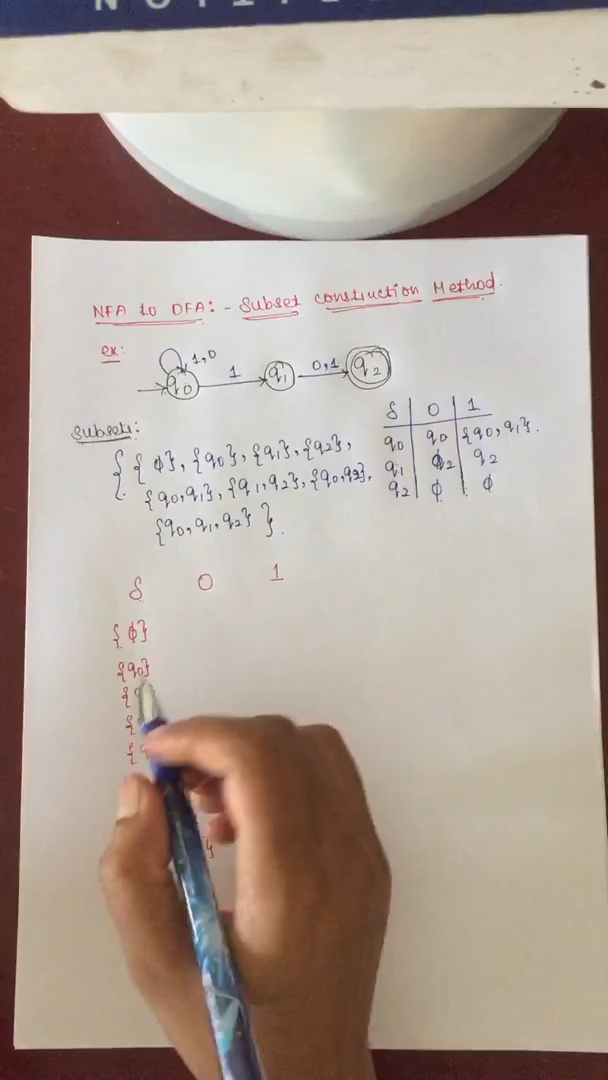 NFA to DFA: - Subset construction Method.
ex:
1,0
q0 1 q1 0,1 q2
δ 0 1
q0 q0 {q0, q1}.
q1 q2 q2
q2 ϕ ϕ
Subsets:
{ {ϕ}, {q0}, {q1}, {q2},
{q0, q1}, {q1, q2}, {q0, q2},
{q0, q1, q2} }.
δ 0 1
{ϕ}
{q0}